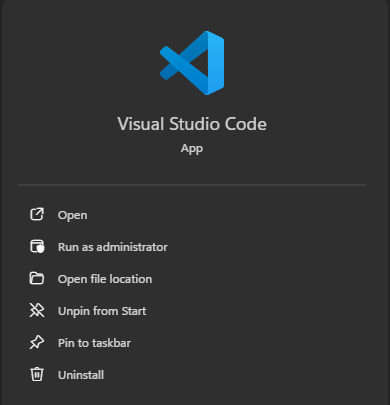 Visual Studio Code
App
Open
Run as administrator
Open file location
Unpin from Start
Pin to taskbar
Uninstall